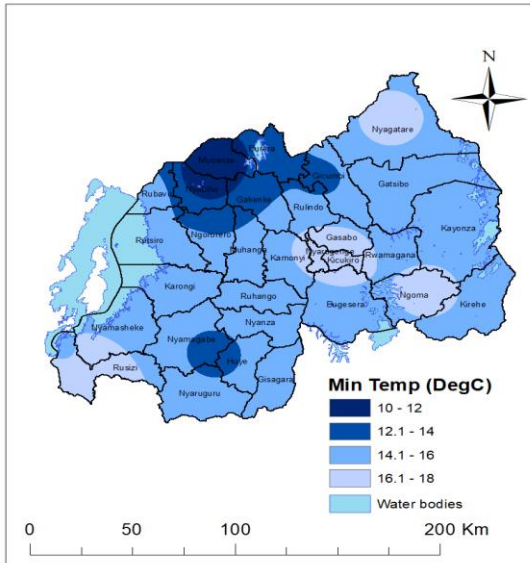 N
Nyagatare
Burera
Musanze
Gicumbi
Nyabihu
Gatsibo
Rubavu
Gakenke
Rulindo
Ngororero
Kayonza
Gasabo
Rutsiro
Muhanga
Nyarugenge
Kamonyi
Kicukiro
Rwamagana
Karongi
Ngoma
Ruhango
Bugesera
Kirehe
Nyamasheke
Nyanza
Nyamagabe
Huye
Rusizi
Gisagara
Nyaruguru
Min Temp (DegC)
10 - 12
12.1 - 14
14.1 - 16
16.1 - 18
Water bodies
0 50 100 200 Km